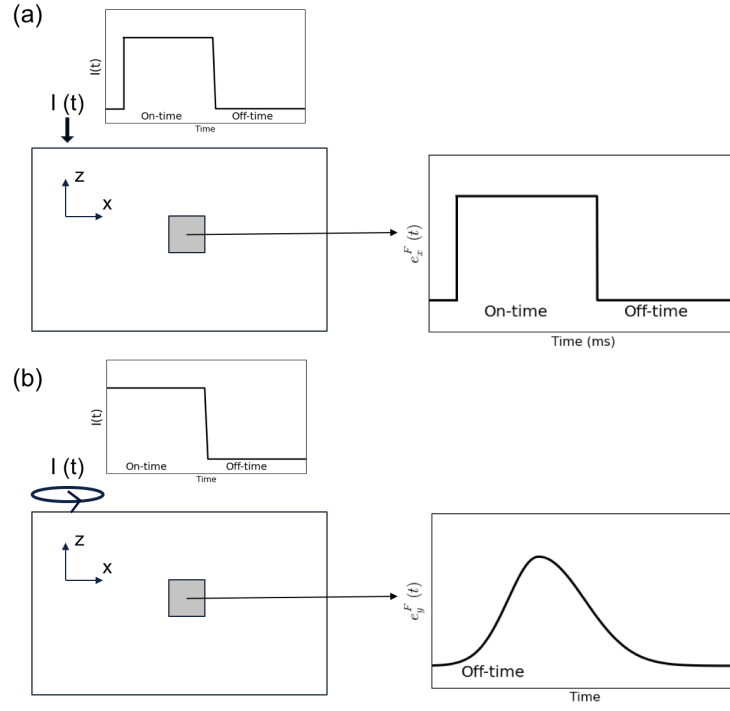 (a)
I(t)
On-time Off-time
Time
I (t)
z
x
e_x^F (t)
On-time Off-time
Time (ms)
(b)
I(t)
On-time Off-time
Time
I (t)
z
x
e_y^F (t)
Off-time
Time